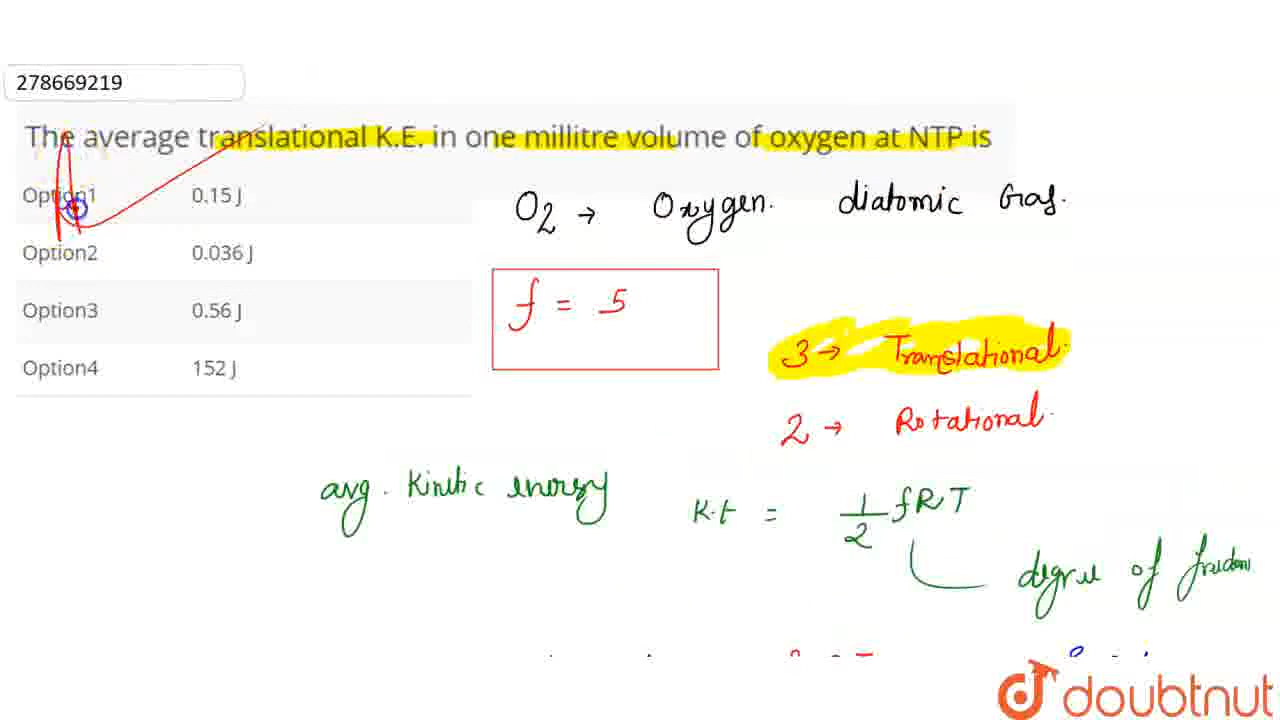 278669219
The average translational K.E. in one millitre volume of oxygen at NTP is
Option1 0.15 J
Option2 0.036 J
Option3 0.56 J
Option4 152 J
O2 → Oxygen. diatomic Gas.
f = 5
3 → Translational.
2 → Rotational.
avg. Kinetic energy K.E = 1/2 fRT
degree of freedom
doubtnut